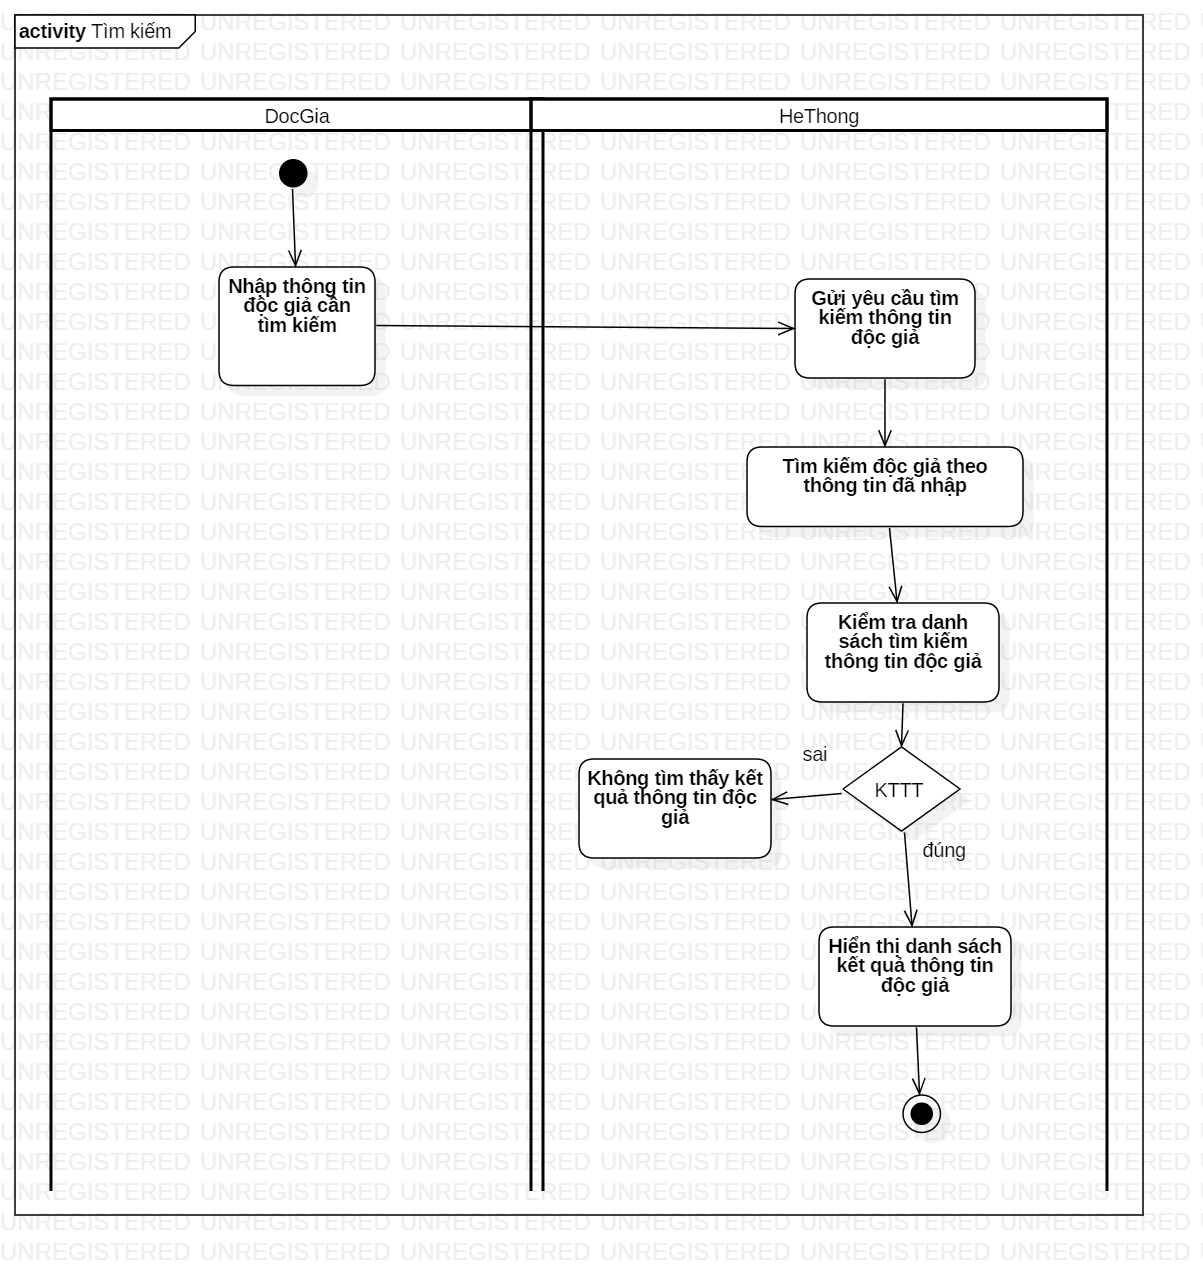 activity Tìm kiếm
DocGia
HeThong
Nhập thông tin
độc giả cần
tìm kiếm
Gửi yêu cầu tìm
kiếm thông tin
độc giả
Tìm kiếm độc giả theo
thông tin đã nhập
Kiểm tra danh
sách tìm kiếm
thông tin độc giả
sai
KTTT
Không tìm thấy kết
quả thông tin độc
giả
đúng
Hiển thị danh sách
kết quả thông tin
độc giả
UNREGISTERED